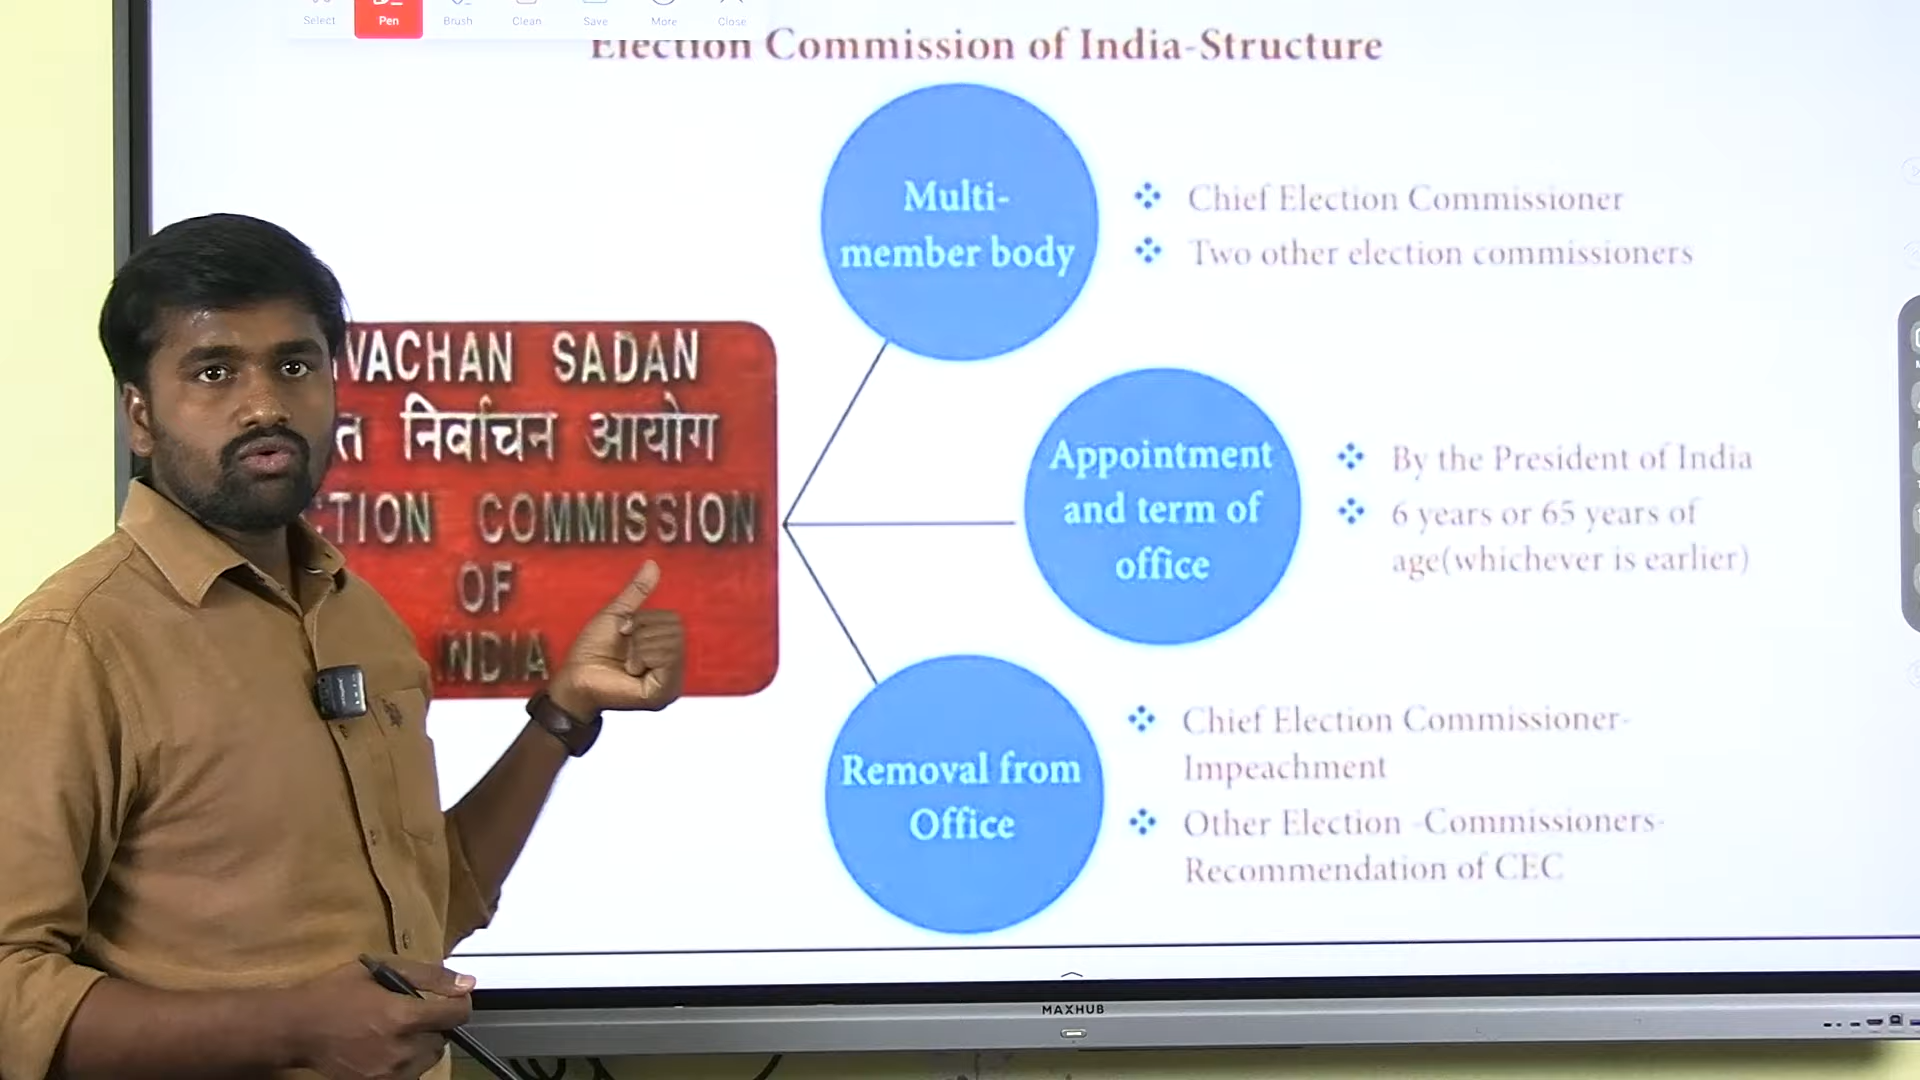 Select Pen Brush Clean Save More Close
Election Commission of India-Structure
Multi-
member body
Chief Election Commissioner
Two other election commissioners
VACHAN SADAN
त निर्वाचन आयोग
CTION COMMISSION
OF
INDIA
Appointment
and term of
office
By the President of India
6 years or 65 years of
age(whichever is earlier)
Removal from
Office
Chief Election Commissioner-
Impeachment
Other Election -Commissioners-
Recommendation of CEC
MAXHUB